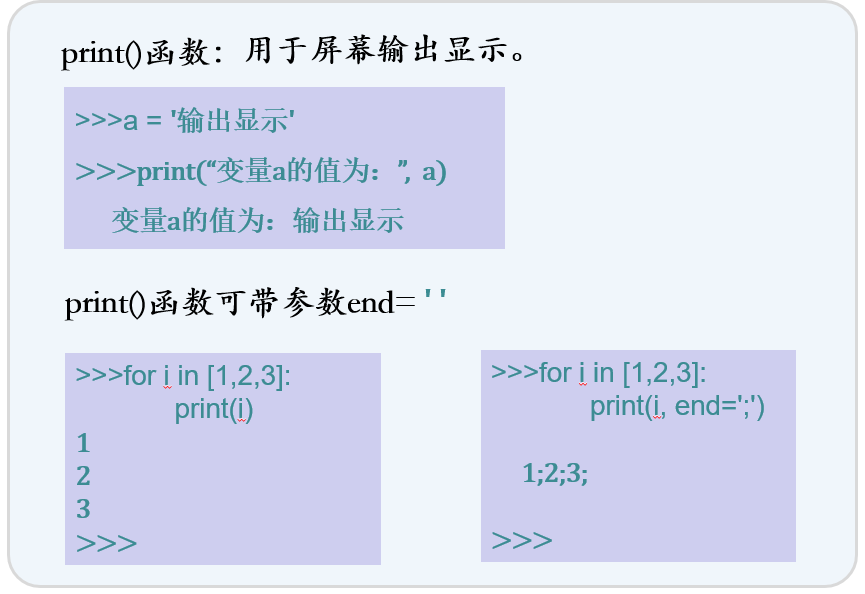 print()函数：用于屏幕输出显示。
>>>a = '输出显示'
>>>print(“变量a的值为：”, a)
变量a的值为：输出显示
print()函数可带参数end= ' '
>>>for i in [1,2,3]:
print(i)
1
2
3
>>>
>>>for i in [1,2,3]:
print(i, end=';')
1;2;3;
>>>